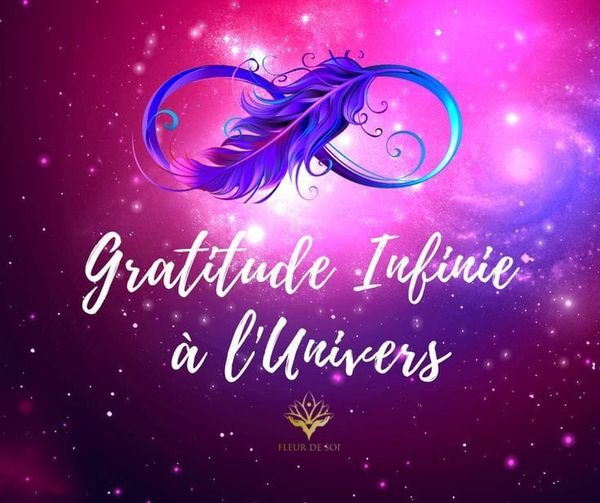 Gratitude Infinie
à l'Univers
FLEUR DE SOI